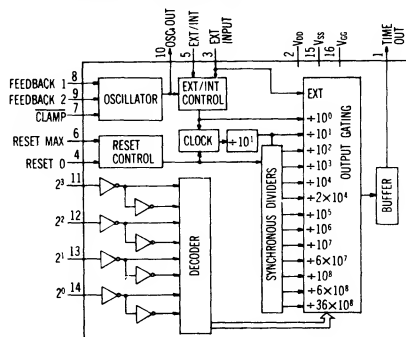 10 OSC OUT
5 EXT/INT
3 EXT INPUT
2 VDD
15 VSS
16 VGG
1 TIME OUT
FEEDBACK 1 8
FEEDBACK 2 9
CLAMP 7
RESET MAX 6
RESET 0 4
2³ 11
2² 12
2¹ 13
2⁰ 14
OSCILLATOR
EXT/INT CONTROL
RESET CONTROL
CLOCK
÷10¹
DECODER
SYNCHRONOUS DIVIDERS
EXT
÷10⁰
÷10¹
÷10²
÷10³
÷10⁴
÷2×10⁴
÷10⁵
÷10⁶
÷10⁷
÷6×10⁷
÷10⁸
÷6×10⁸
÷36×10⁸
OUTPUT GATING
BUFFER